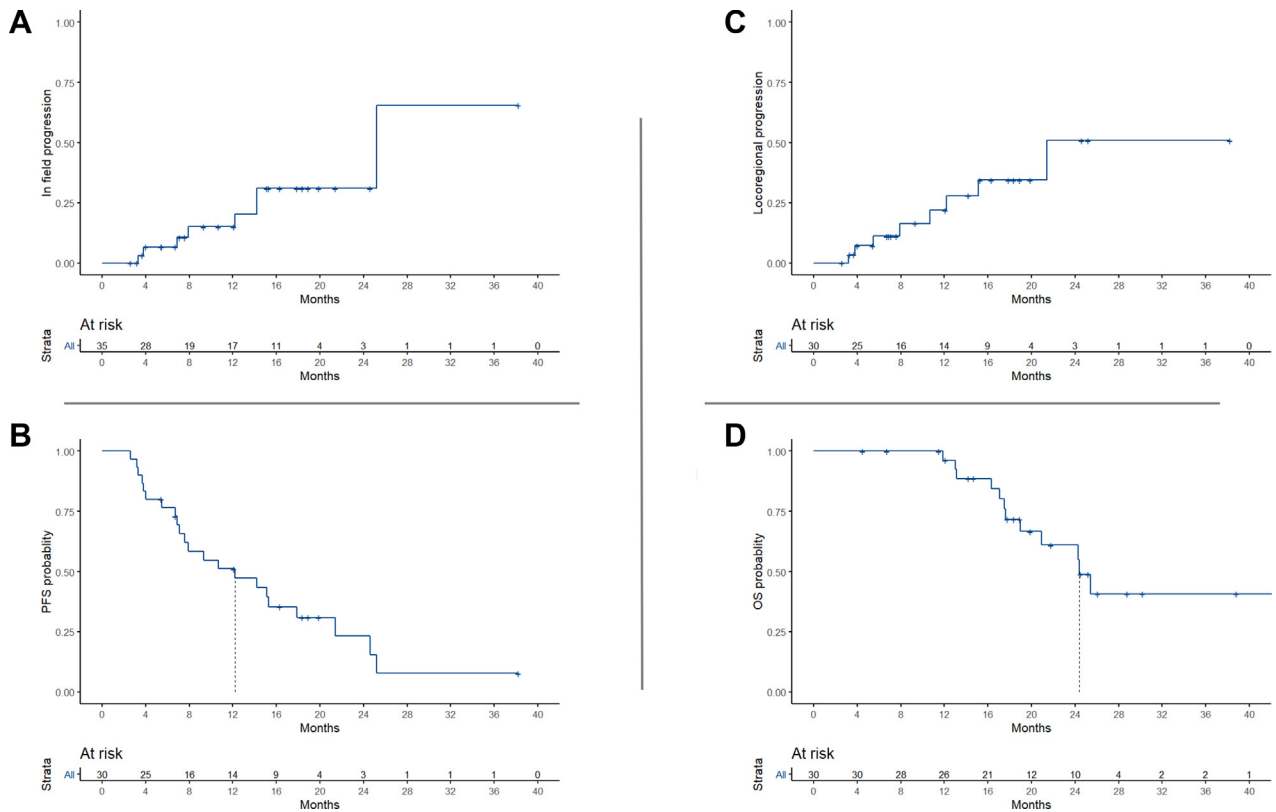 A
1.00
0.75
0.50
0.25
0.00
In field progression
0 4 8 12 16 20 24 28 32 36 40
Months
At risk
Strata
All 35 28 19 17 11 4 3 1 1 1 0
0 4 8 12 16 20 24 28 32 36 40
Months
C
1.00
0.75
0.50
0.25
0.00
Locoregional progression
0 4 8 12 16 20 24 28 32 36 40
Months
At risk
Strata
All 30 25 16 14 9 4 3 1 1 1 0
0 4 8 12 16 20 24 28 32 36 40
Months
B
1.00
0.75
0.50
0.25
0.00
PFS probablity
0 4 8 12 16 20 24 28 32 36 40
Months
At risk
Strata
All 30 25 16 14 9 4 3 1 1 1 0
0 4 8 12 16 20 24 28 32 36 40
Months
D
1.00
0.75
0.50
0.25
0.00
OS probablity
0 4 8 12 16 20 24 28 32 36 40
Months
At risk
Strata
All 30 30 28 26 21 12 10 4 2 2 1
0 4 8 12 16 20 24 28 32 36 40
Months